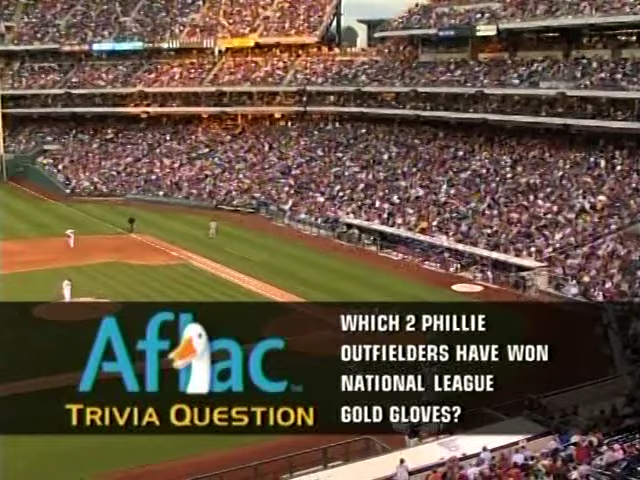 Aflac
TRIVIA QUESTION
WHICH 2 PHILLIE
OUTFIELDERS HAVE WON
NATIONAL LEAGUE
GOLD GLOVES?